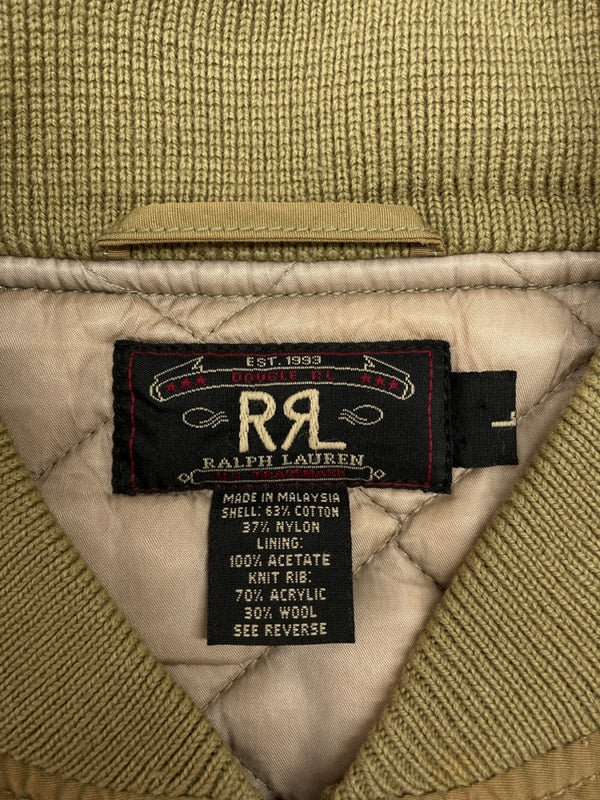 EST. 1993
DOUBLE RL
RRL
RALPH LAUREN
TRADEMARK
L
MADE IN MALAYSIA
SHELL: 63% COTTON
37% NYLON
LINING:
100% ACETATE
KNIT RIB:
70% ACRYLIC
30% WOOL
SEE REVERSE